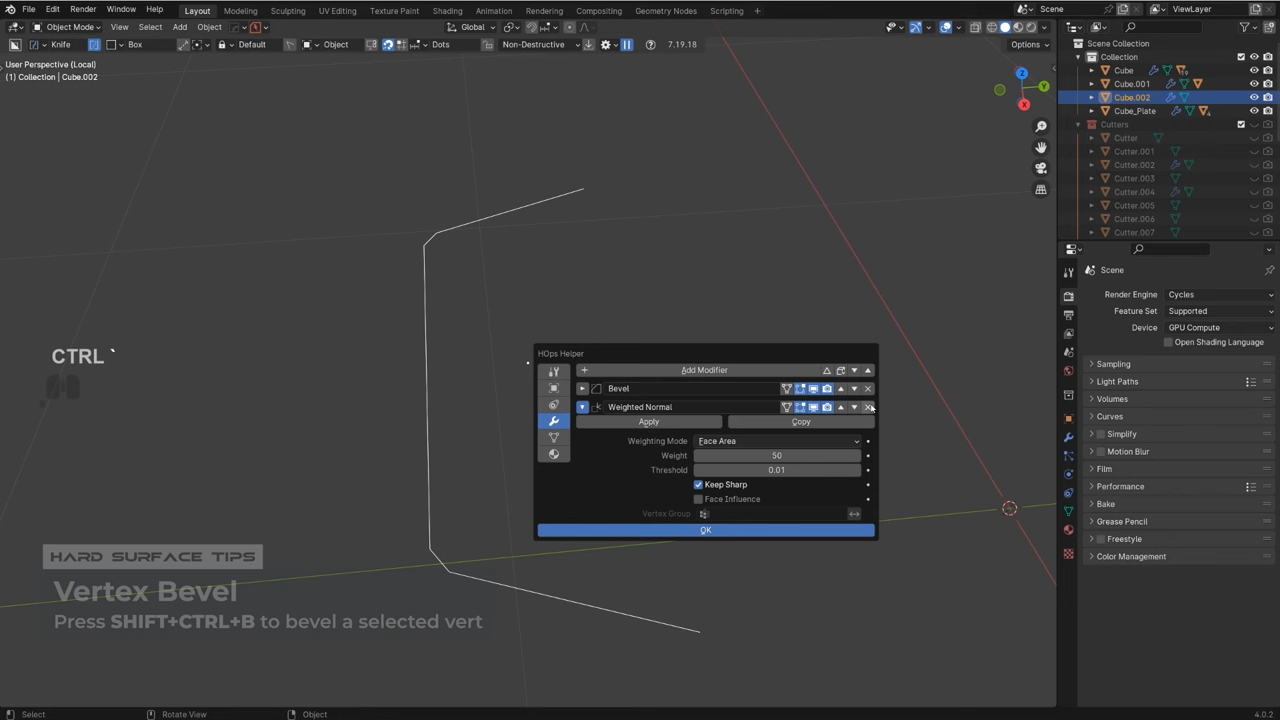 File Edit Render Window Help
Layout Modeling Sculpting UV Editing Texture Paint Shading Animation Rendering Compositing Geometry Nodes Scripting +
Scene
ViewLayer
Object Mode
View Select Add Object
Global
Knife
Box
Default
Object
Dots
Non-Destructive
7.19.18
Options
User Perspective (Local)
(1) Collection | Cube.002
Z
Y
X
Scene Collection
Collection
Cube
Cube.001
Cube.002
Cube_Plate
Cutters
Cutter
Cutter.001
Cutter.002
Cutter.003
Cutter.004
Cutter.005
Cutter.006
Cutter.007
Scene
Render Engine Cycles
Feature Set Supported
Device GPU Compute
Open Shading Language
Sampling
Light Paths
Volumes
Curves
Simplify
Motion Blur
Film
Performance
Bake
Grease Pencil
Freestyle
Color Management
CTRL `
HOps Helper
Add Modifier
Bevel
Weighted Normal
Apply Copy
Weighting Mode Face Area
Weight 50
Threshold 0.01
Keep Sharp
Face Influence
Vertex Group
OK
HARD SURFACE TIPS
Vertex Bevel
Press SHIFT+CTRL+B to bevel a selected vert
Select Rotate View Object
4.0.2